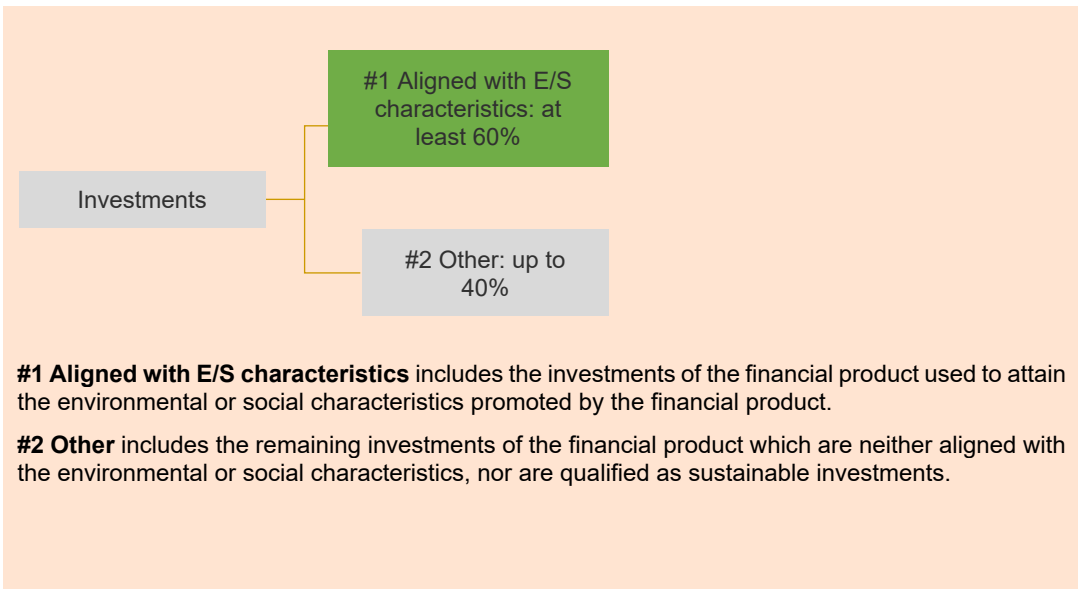 #1 Aligned with E/S
characteristics: at
least 60%
Investments
#2 Other: up to
40%
#1 Aligned with E/S characteristics includes the investments of the financial product used to attain
the environmental or social characteristics promoted by the financial product.
#2 Other includes the remaining investments of the financial product which are neither aligned with
the environmental or social characteristics, nor are qualified as sustainable investments.